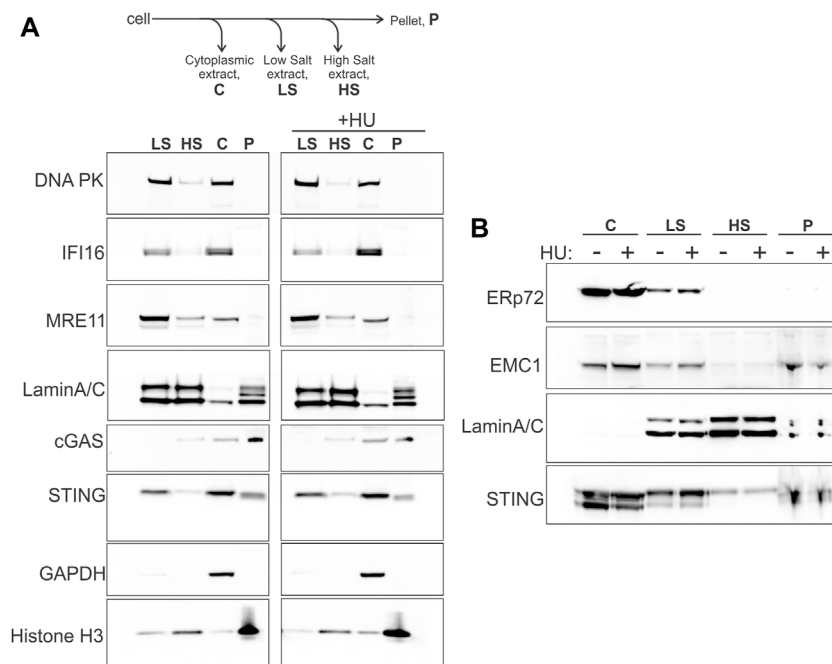 A
cell
Pellet, P
Cytoplasmic
extract,
C
Low Salt
extract,
LS
High Salt
extract,
HS
+HU
LS HS C P
LS HS C P
DNA PK
IFI16
MRE11
LaminA/C
cGAS
STING
GAPDH
Histone H3
B
C LS HS P
HU: - + - + - + - +
ERp72
EMC1
LaminA/C
STING